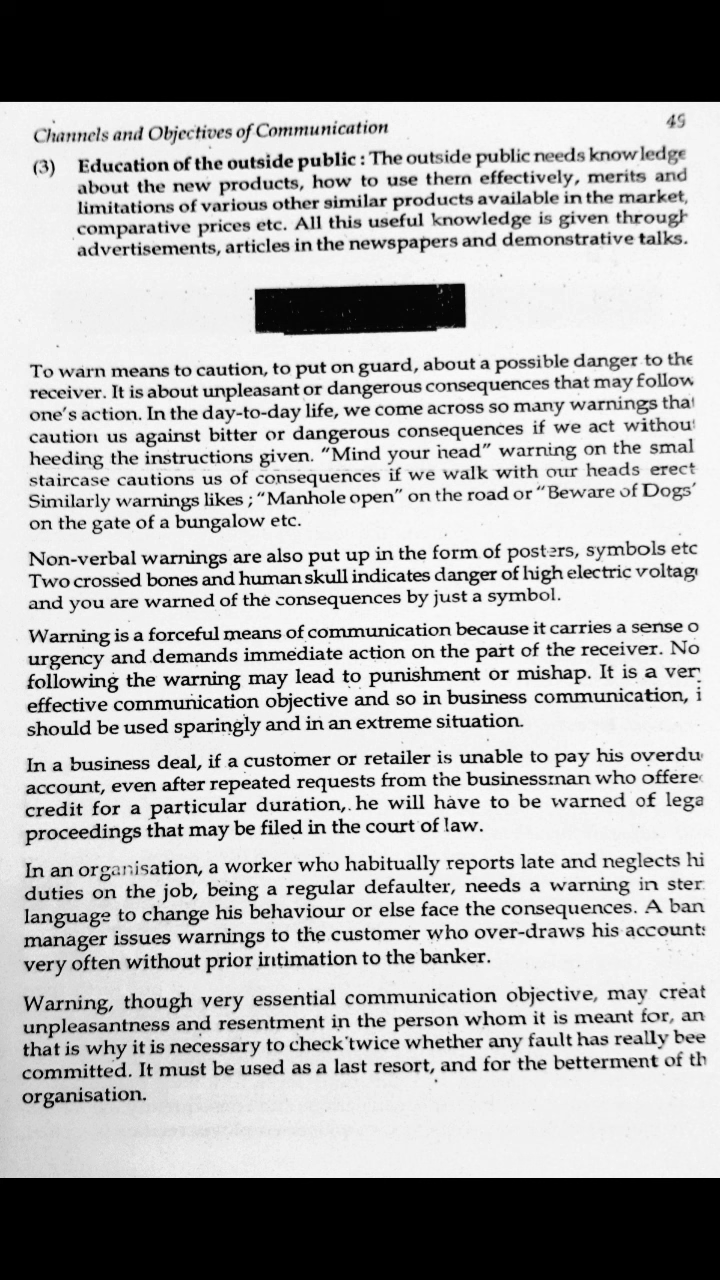 Channels and Objectives of Communication
(3) Education of the outside public : The outside public needs knowledge
about the new products, how to use them effectively, merits and
limitations of various other similar products available in the market,
comparative prices etc. All this useful knowledge is given through
advertisements, articles in the newspapers and demonstrative talks.
To warn means to caution, to put on guard, about a possible danger to the
receiver. It is about unpleasant or dangerous consequences that may follow
one's action. In the day-to-day life, we come across so many warnings that
caution us against bitter or dangerous consequences if we act withou
heeding the instructions given. "Mind your head" warning on the smal
staircase cautions us of consequences if we walk with our heads erect
Similarly warnings likes ; "Manhole open" on the road or "Beware of Dogs'
on the gate of a bungalow etc.
Non-verbal warnings are also put up in the form of posters, symbols etc
Two crossed bones and human skull indicates danger of high electric voltag
and you are warned of the consequences by just a symbol.
Warning is a forceful means of communication because it carries a sense o
urgency and demands immediate action on the part of the receiver. No
following the warning may lead to punishment or mishap. It is a ver
effective communication objective and so in business communication, i
should be used sparingly and in an extreme situation.
In a business deal, if a customer or retailer is unable to pay his overdu
account, even after repeated requests from the businessman who offere
credit for a particular duration, he will have to be warned of lega
proceedings that may be filed in the court of law.
In an organisation, a worker who habitually reports late and neglects hi
duties on the job, being a regular defaulter, needs a warning in ster
language to change his behaviour or else face the consequences. A ban
manager issues warnings to the customer who over-draws his accounts
very often without prior intimation to the banker.
Warning, though very essential communication objective, may creat
unpleasantness and resentment in the person whom it is meant for, an
that is why it is necessary to check twice whether any fault has really bee
committed. It must be used as a last resort, and for the betterment of th
organisation.